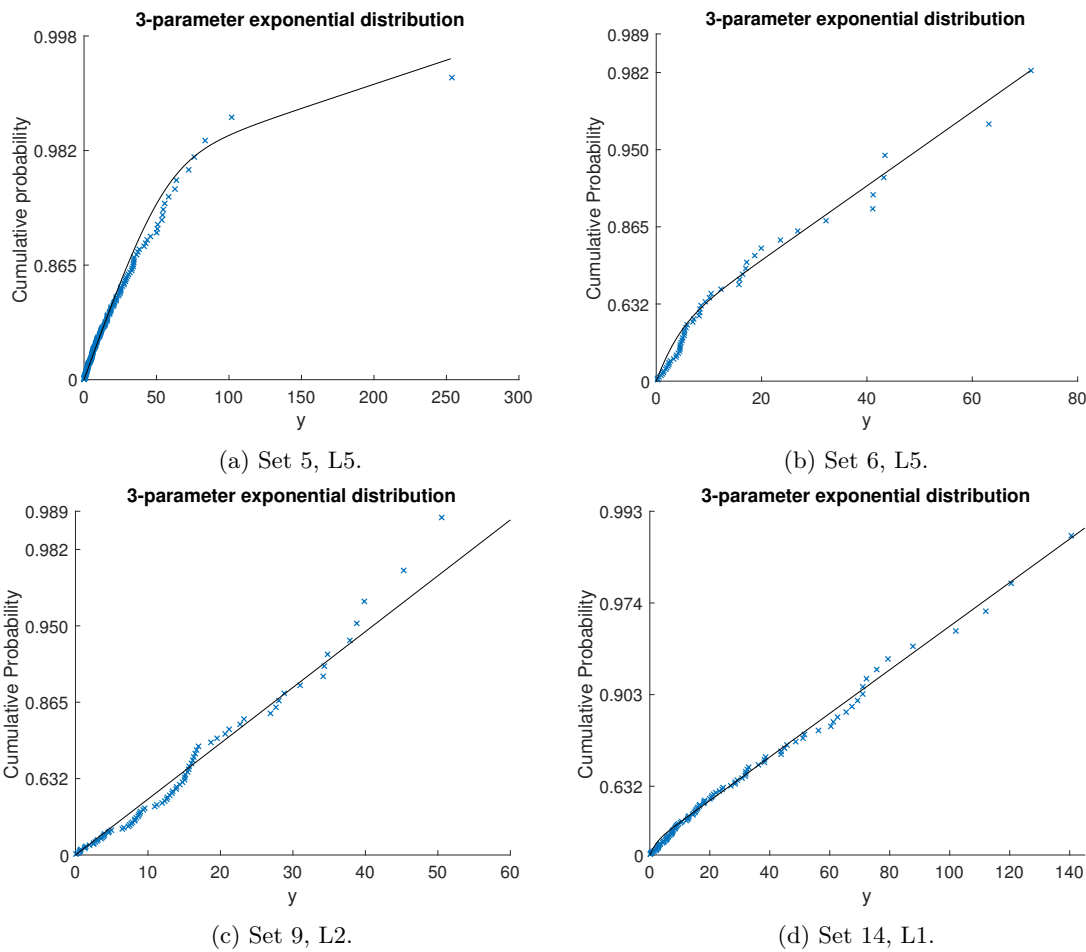 3-parameter exponential distribution
0.998
0.982
0.865
0
Cumulative probability
0 50 100 150 200 250 300
y
(a) Set 5, L5.
3-parameter exponential distribution
0.989
0.982
0.950
0.865
0.632
0
Cumulative Probability
0 20 40 60 80
y
(b) Set 6, L5.
3-parameter exponential distribution
0.989
0.982
0.950
0.865
0.632
0
Cumulative Probability
0 10 20 30 40 50 60
y
(c) Set 9, L2.
3-parameter exponential distribution
0.993
0.974
0.903
0.632
0
Cumulative Probability
0 20 40 60 80 100 120 140
y
(d) Set 14, L1.